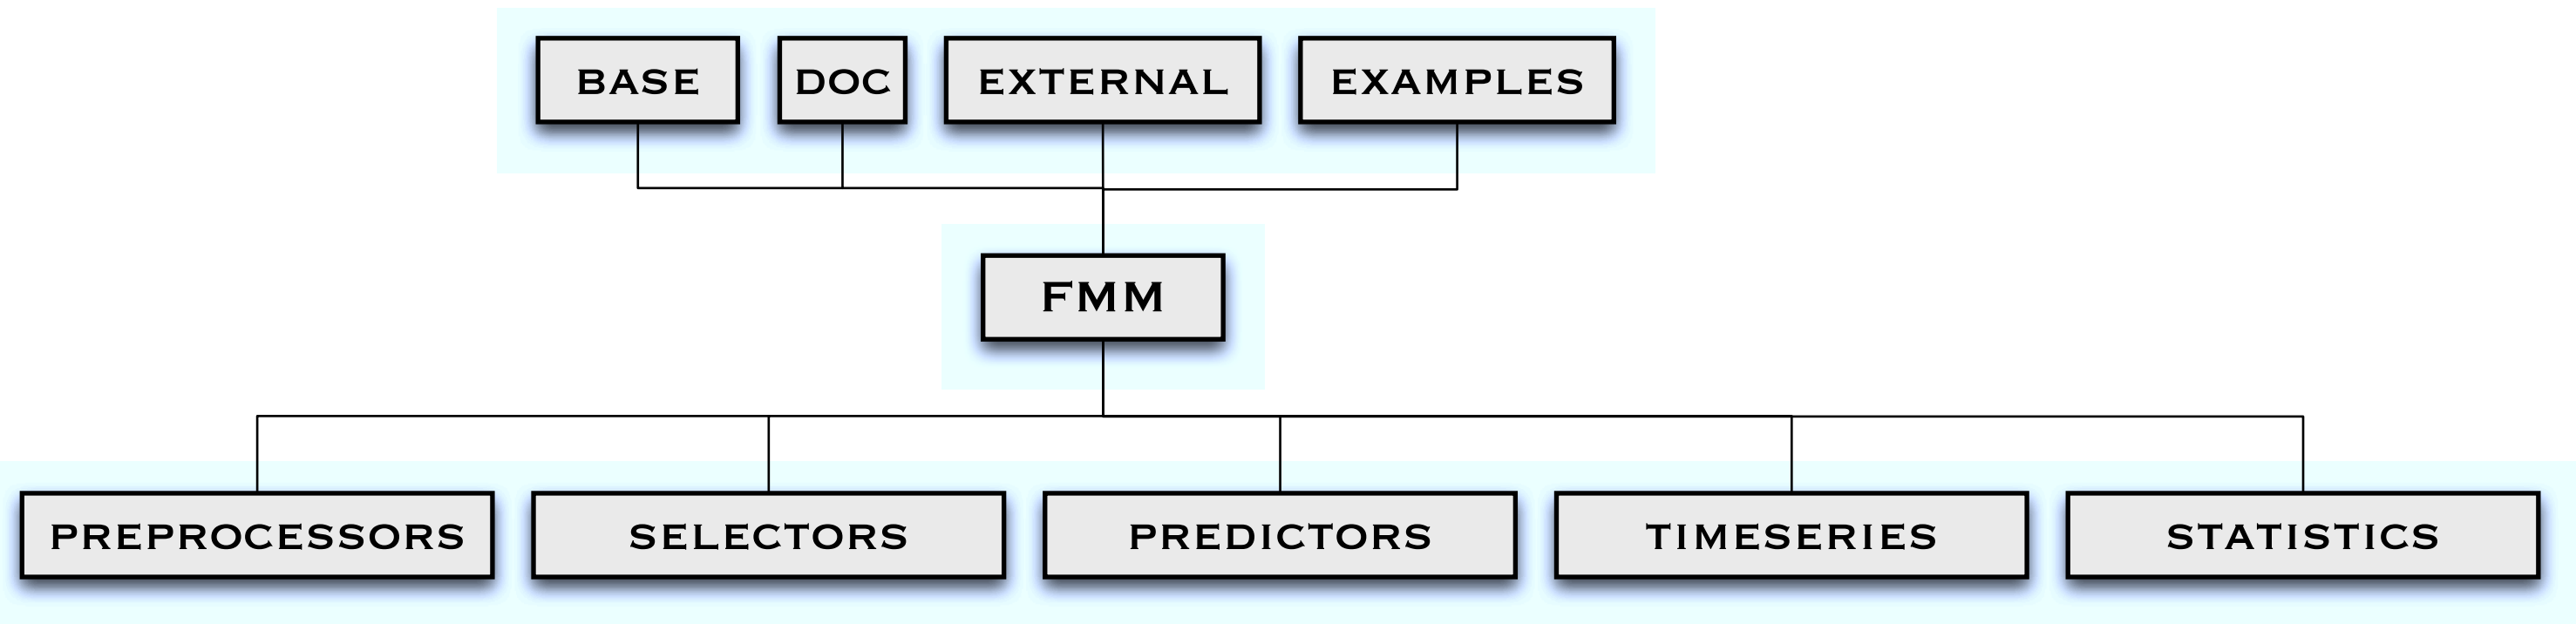 BASE DOC EXTERNAL EXAMPLES
FMM
PREPROCESSORS SELECTORS PREDICTORS TIMESERIES STATISTICS